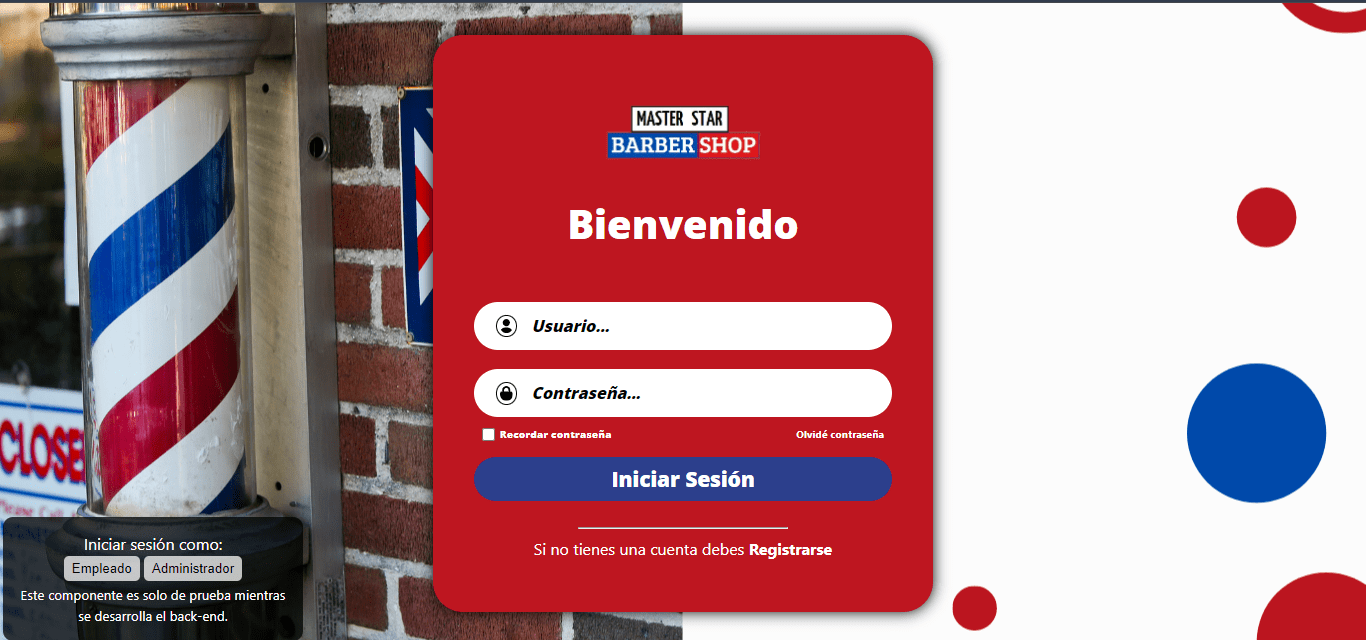 MASTER STAR
BARBER SHOP
Bienvenido
Usuario...
Contraseña...
Recordar contraseña
Olvidé contraseña
Iniciar Sesión
Si no tienes una cuenta debes Registrarse
CLOSE
Please Call
Iniciar sesión como:
Empleado
Administrador
Este componente es solo de prueba mientras
se desarrolla el back-end.